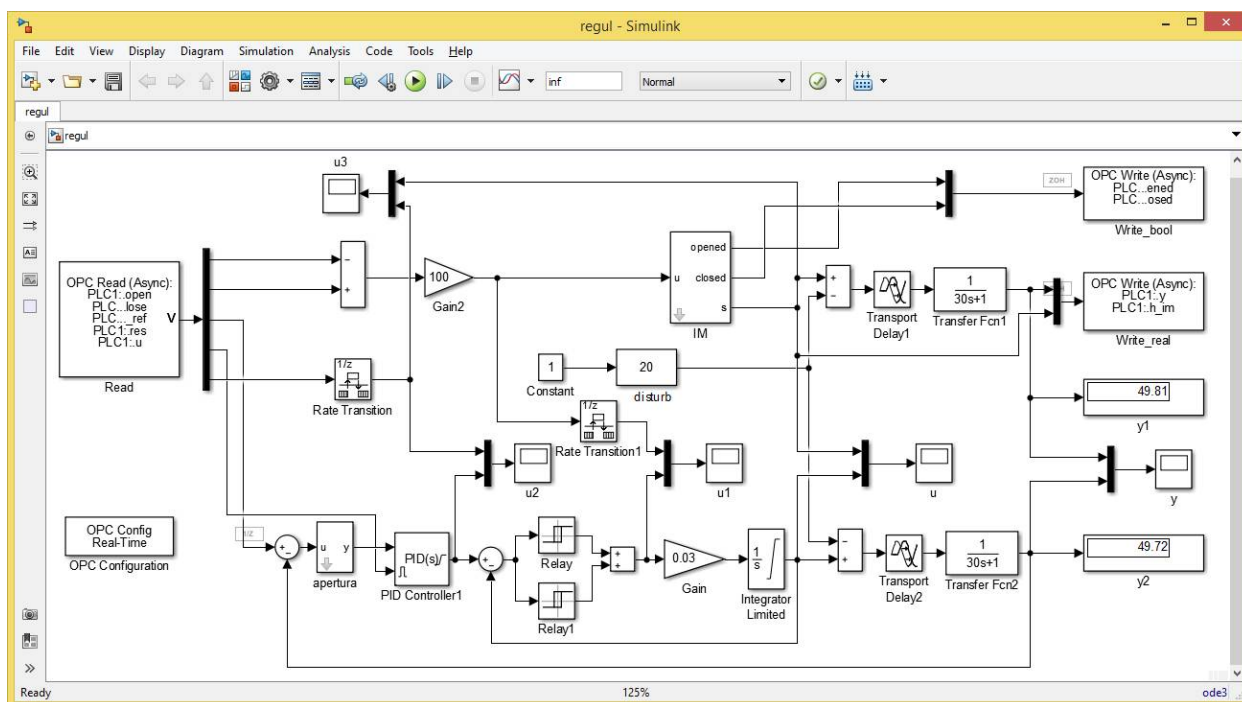 regul - Simulink
File Edit View Display Diagram Simulation Analysis Code Tools Help
inf
Normal
regul
regul
u3
OPC Read (Async):
PLC1:.open
PLC...lose
PLC..._ref
PLC1:.res
PLC1:.u
V
Read
-
+
100
Gain2
1/z
Rate Transition
u
opened
closed
s
IM
ZOH
OPC Write (Async):
PLC...ened
PLC...osed
Write_bool
+
-
Transport
Delay1
1
30s+1
Transfer Fcn1
OPC Write (Async):
PLC1:.y
PLC1:.h_im
Write_real
1
Constant
20
disturb
1/z
Rate Transition1
49.81
y1
u2
u1
u
y
OPC Config
Real-Time
OPC Configuration
1/Z
+
-
u y
apertura
PID(s)
PID Controller1
+
-
Relay
Relay1
+
+
0.03
Gain
1
s
Integrator
Limited
-
+
Transport
Delay2
1
30s+1
Transfer Fcn2
49.72
y2
Ready
125%
ode3